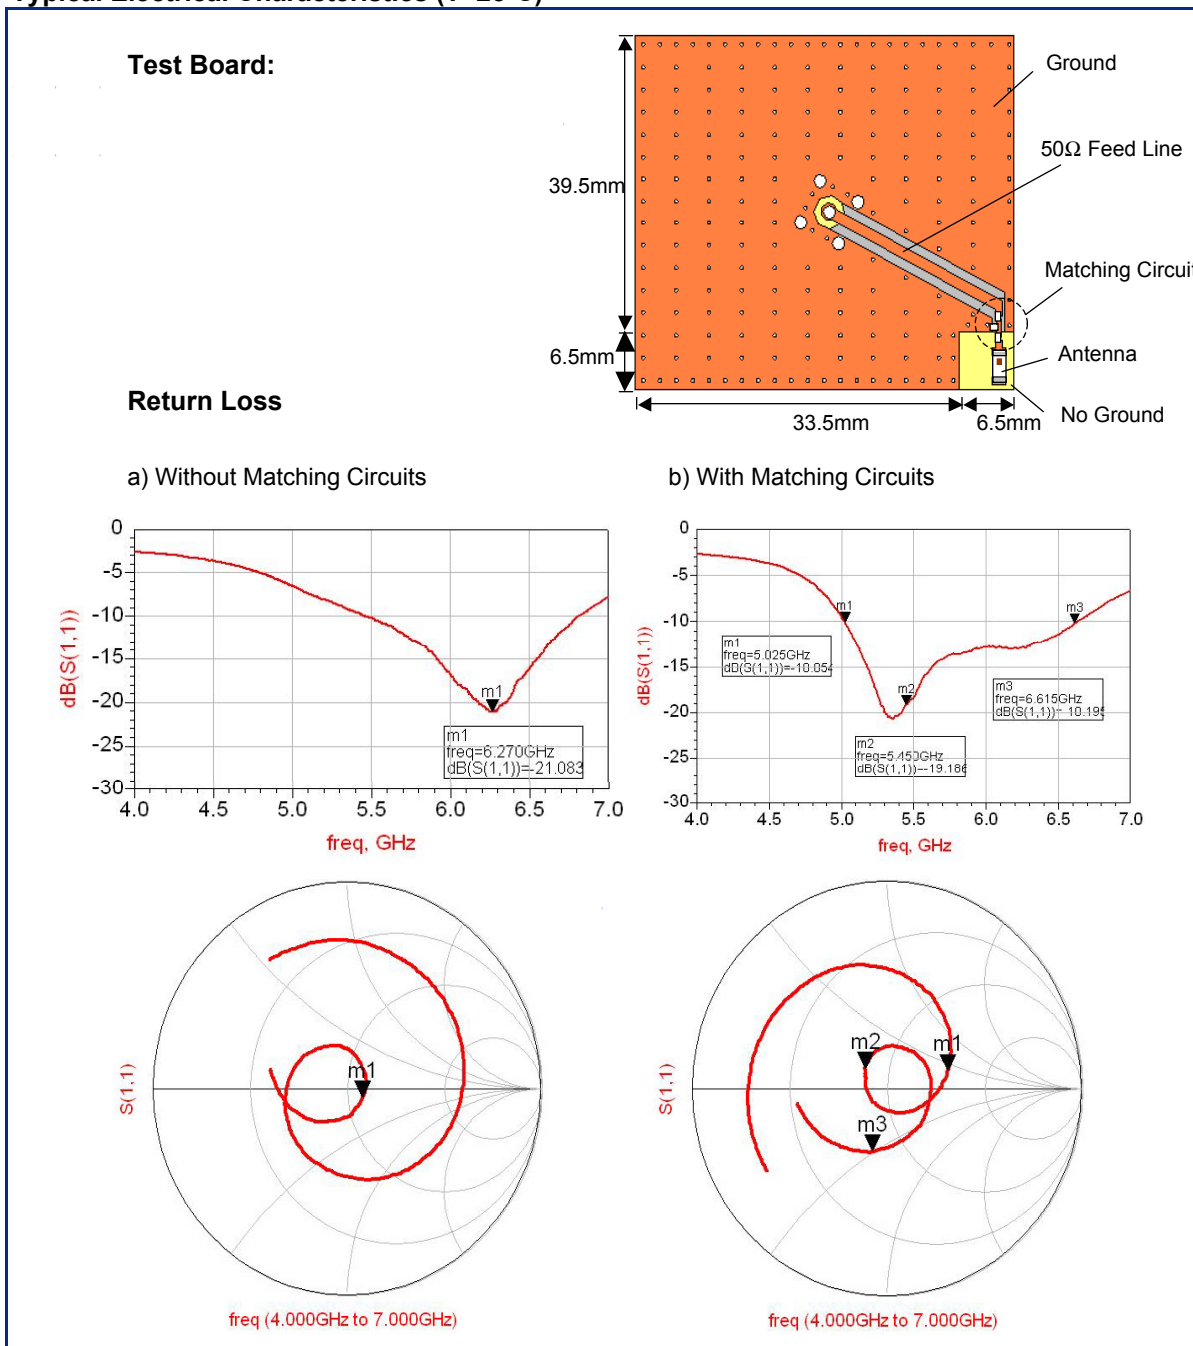 Test Board:
Ground
50Ω Feed Line
39.5mm
Matching Circuit
6.5mm
Antenna
No Ground
33.5mm
6.5mm
Return Loss
a) Without Matching Circuits
b) With Matching Circuits
0
-5
-10
-15
-20
-25
-30
dB(S(1,1))
m1
m1
freq=6.270GHz
dB(S(1,1))=-21.083
4.0 4.5 5.0 5.5 6.0 6.5 7.0
freq, GHz
0
-5
-10
-15
-20
-25
-30
dB(S(1,1))
m1
m2
m3
m1
freq=5.025GHz
dB(S(1,1))=-10.054
m3
freq=6.615GHz
dB(S(1,1))=-10.195
m2
freq=5.450GHz
dB(S(1,1))=-19.186
4.0 4.5 5.0 5.5 6.0 6.5 7.0
freq, GHz
S(1,1)
m1
freq (4.000GHz to 7.000GHz)
S(1,1)
m2
m1
m3
freq (4.000GHz to 7.000GHz)